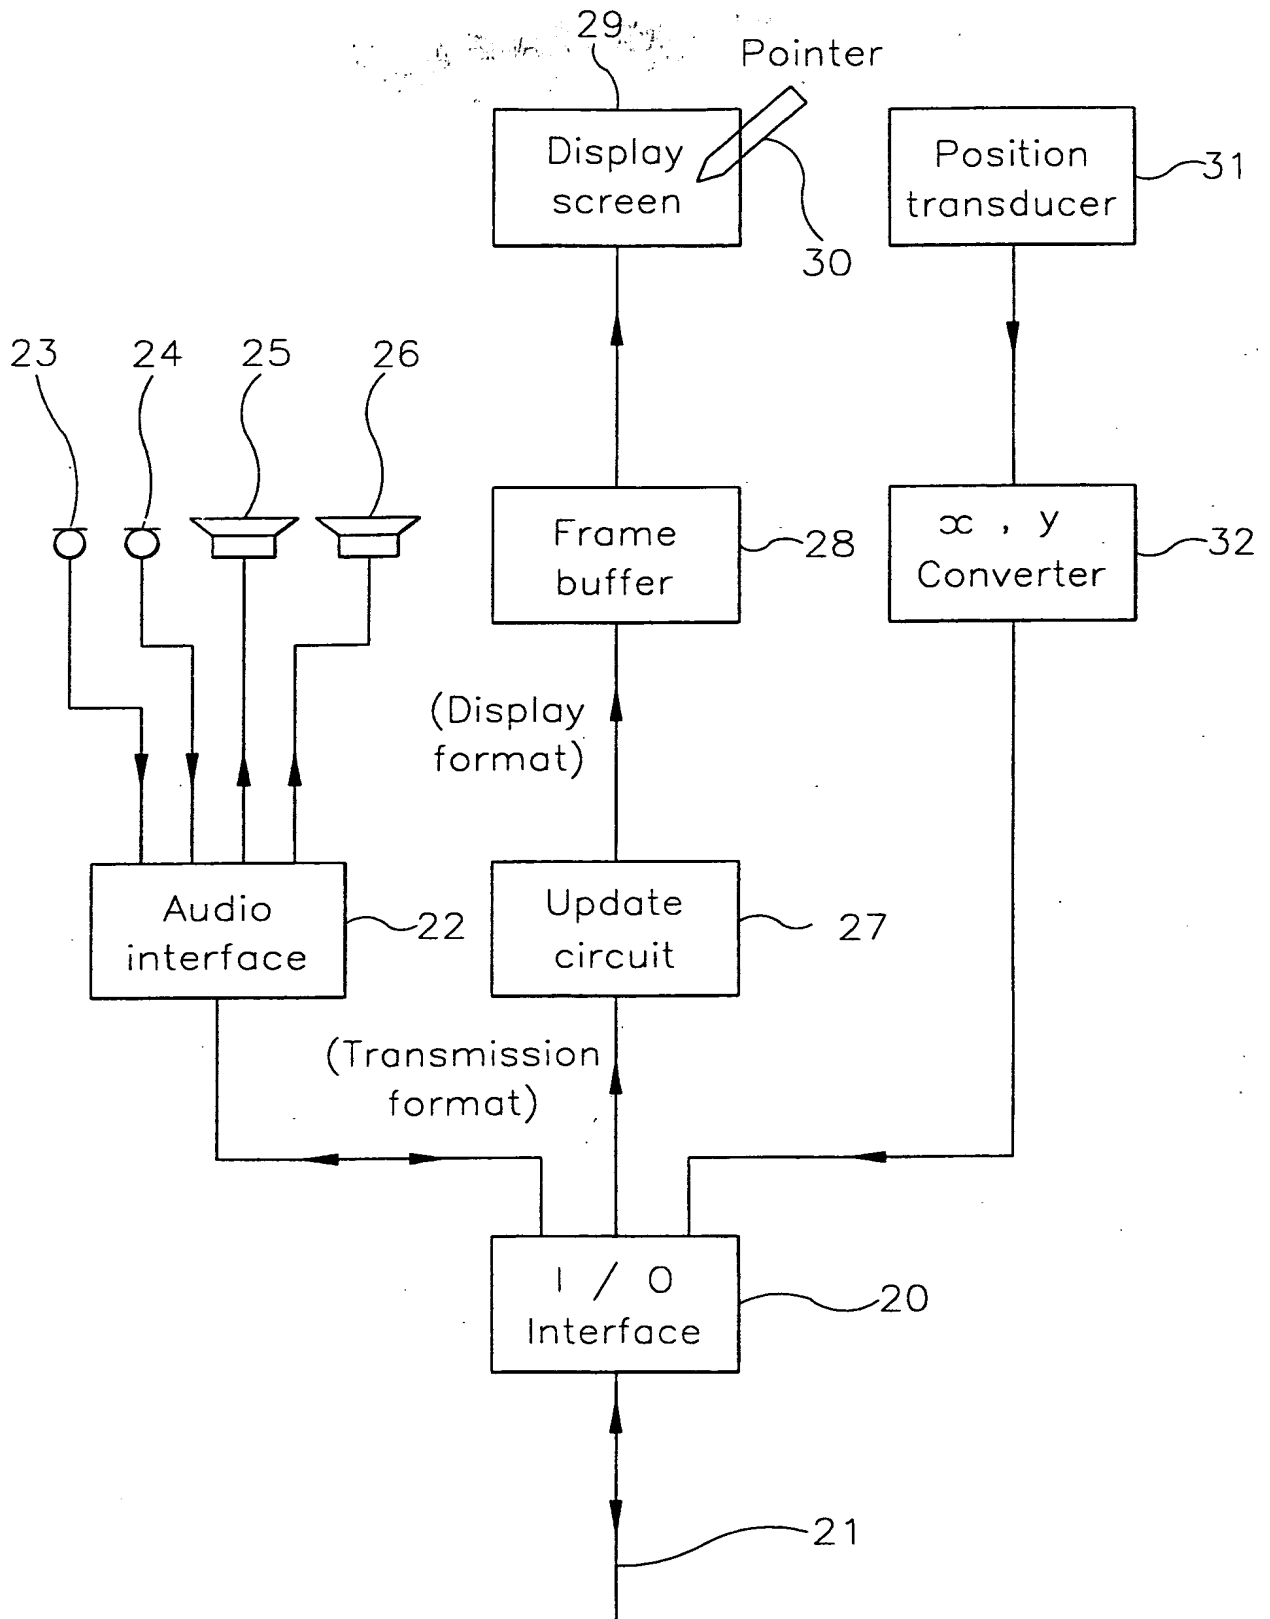 29
Pointer
Display
screen
30
Position
transducer
31
23
24
25
26
Frame
buffer
28
x , y
Converter
32
(Display
format)
Audio
interface
22
Update
circuit
27
(Transmission
format)
I / O
Interface
20
21